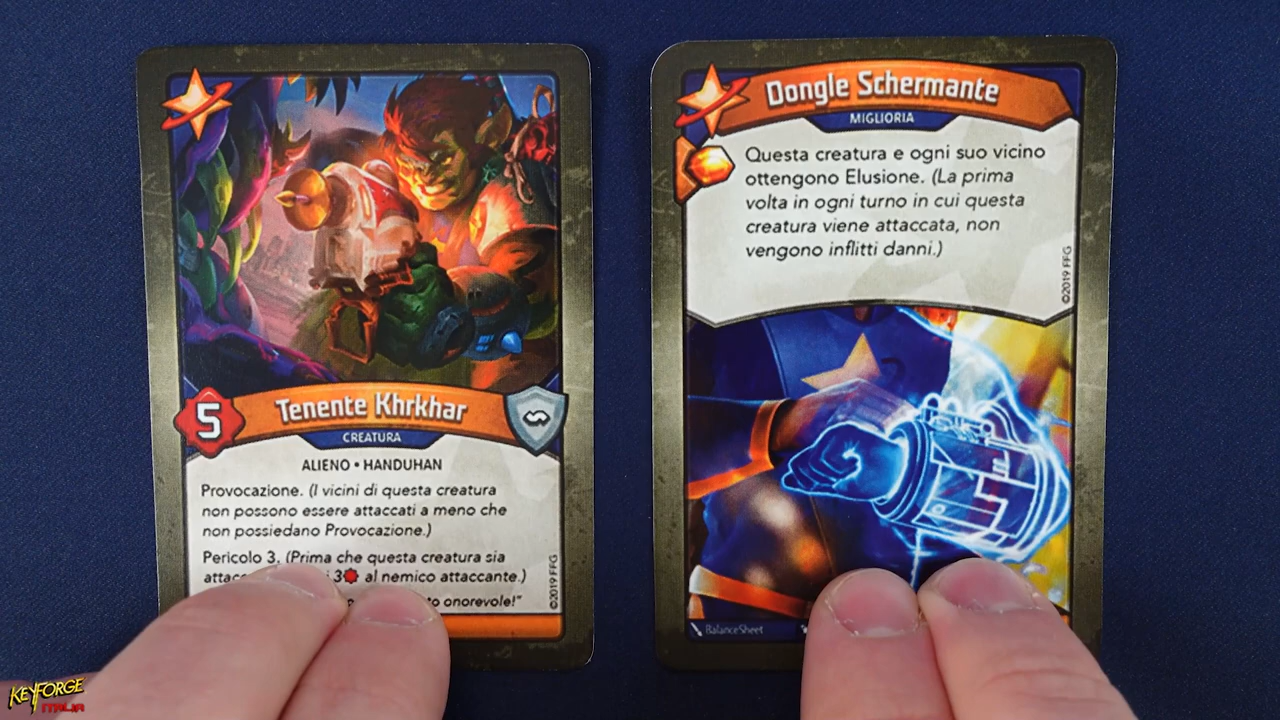 5
Tenente Khrkhar
CREATURA
ALIENO • HANDUHAN
Provocazione. (I vicini di questa creatura
non possono essere attaccati a meno che
non possiedano Provocazione.)
Pericolo 3. (Prima che questa creatura sia
3 al nemico attaccante.)
onorevole!"
©2019 FFG
Dongle Schermante
MIGLIORIA
Questa creatura e ogni suo vicino
ottengono Elusione. (La prima
volta in ogni turno in cui questa
creatura viene attaccata, non
vengono inflitti danni.)
©2019 FFG
BalanceSheet
KEYFORGE
ITALIA